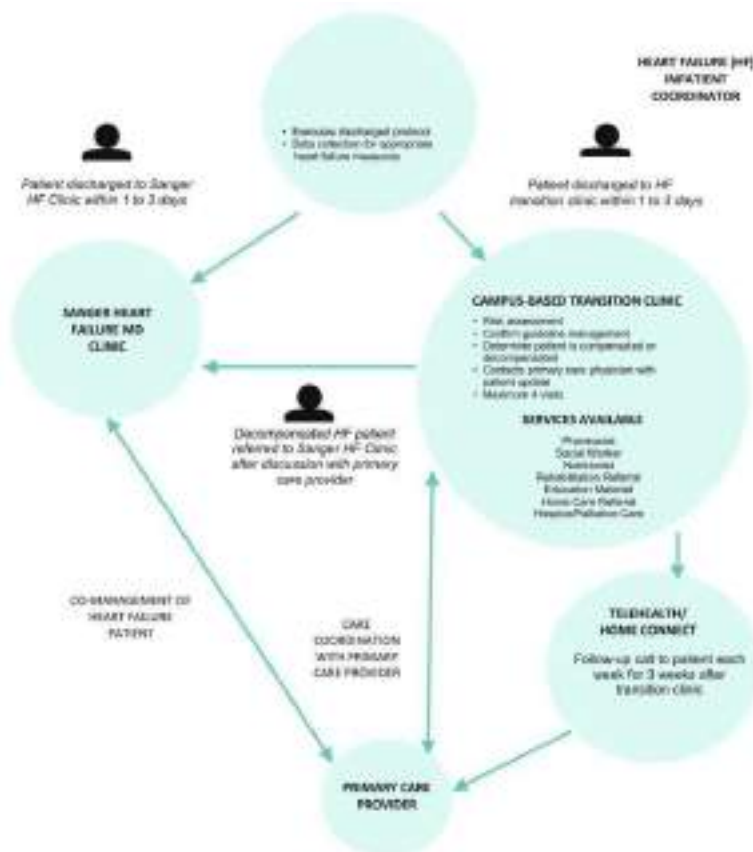 HEART FAILURE [HF]
INPATIENT
COORDINATOR
• Executes discharged protocol
• Data collection for appropriate
heart failure measures
Patient discharged to Sanger
HF Clinic within 1 to 3 days
Patient discharged to HF
transition clinic within 1 to 3 days
SANGER HEART
FAILURE MD
CLINIC
CAMPUS-BASED TRANSITION CLINIC
• Risk assessment
• Confirm guideline management
• Determine patient is compensated or
decompensated
• Contacts primary care physician with
patient update
• Maximum 4 visits
SERVICES AVAILABLE
Pharmacist
Social Worker
Nutritionist
Rehabilitation Referral
Education Material
Home Care Referral
Hospice/Palliative Care
Decompensated HF patient
referred to Sanger HF Clinic
after discussion with primary
care provider
CO-MANAGEMENT OF
HEART FAILURE
PATIENT
CARE
COORDINATION
WITH PRIMARY
CARE PROVIDER
TELEHEALTH/
HOME CONNECT
Follow-up call to patient each
week for 3 weeks after
transition clinic
PRIMARY CARE
PROVIDER